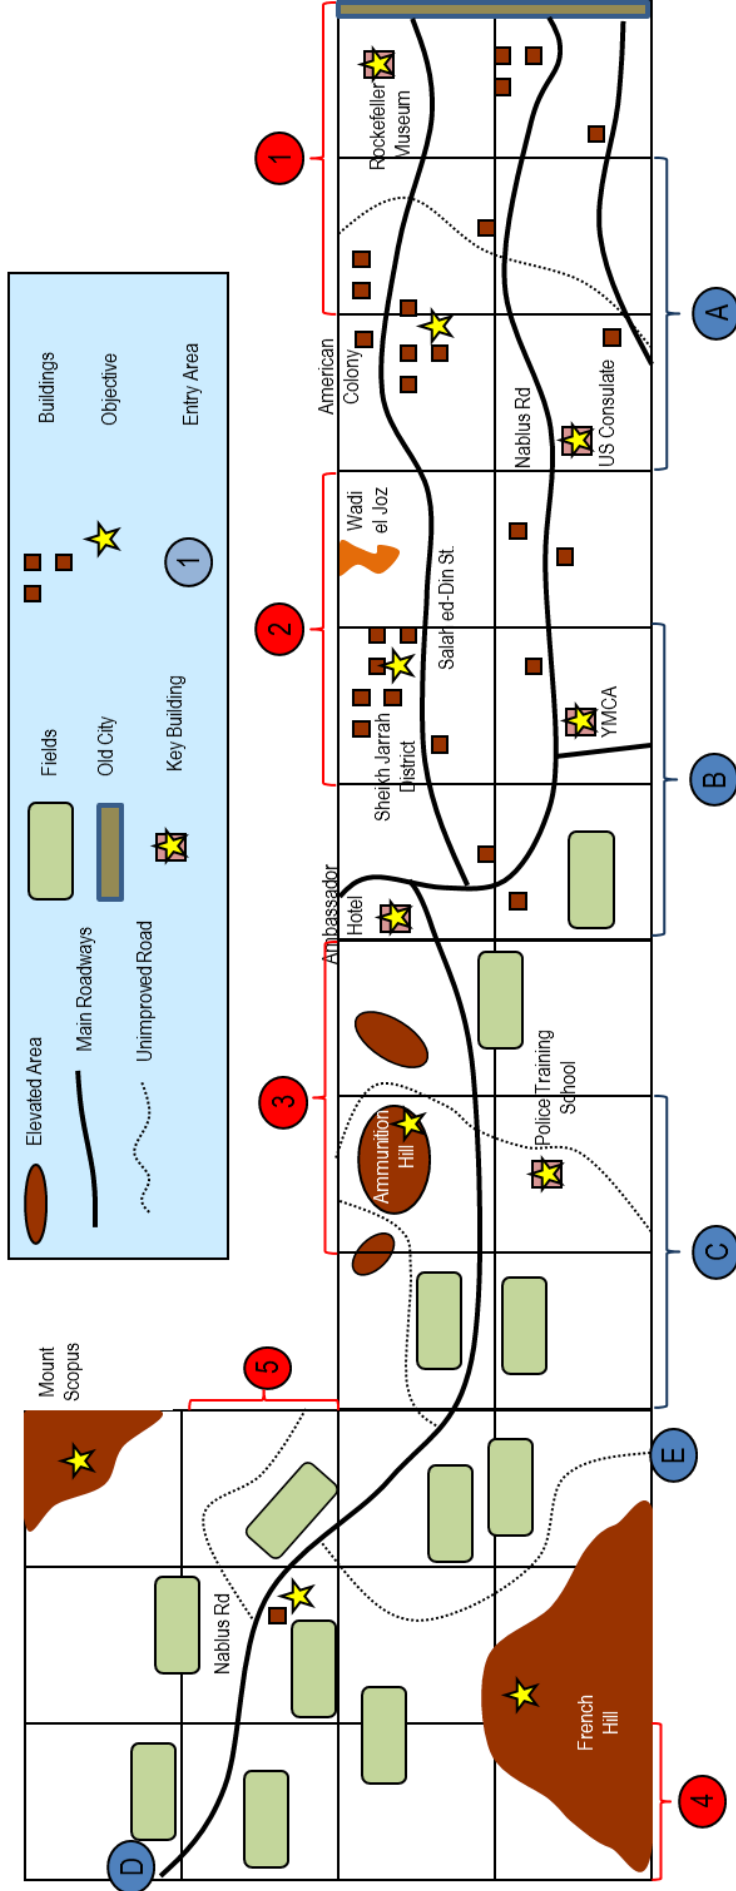 Elevated Area
Main Roadways
Unimproved Road
Fields
Old City
Key Building
1
Buildings
Objective
Entry Area
Mount
Scopus
5
3
2
1
D
Nablus Rd
French
Hill
4
E
Ammunition
Hill
Police Training
School
C
Ambassador
Hotel
Sheikh Jarrah
District
Salah ed-Din St.
Wadi
el Joz
YMCA
B
American
Colony
Nablus Rd
US Consulate
A
Rockefeller
Museum